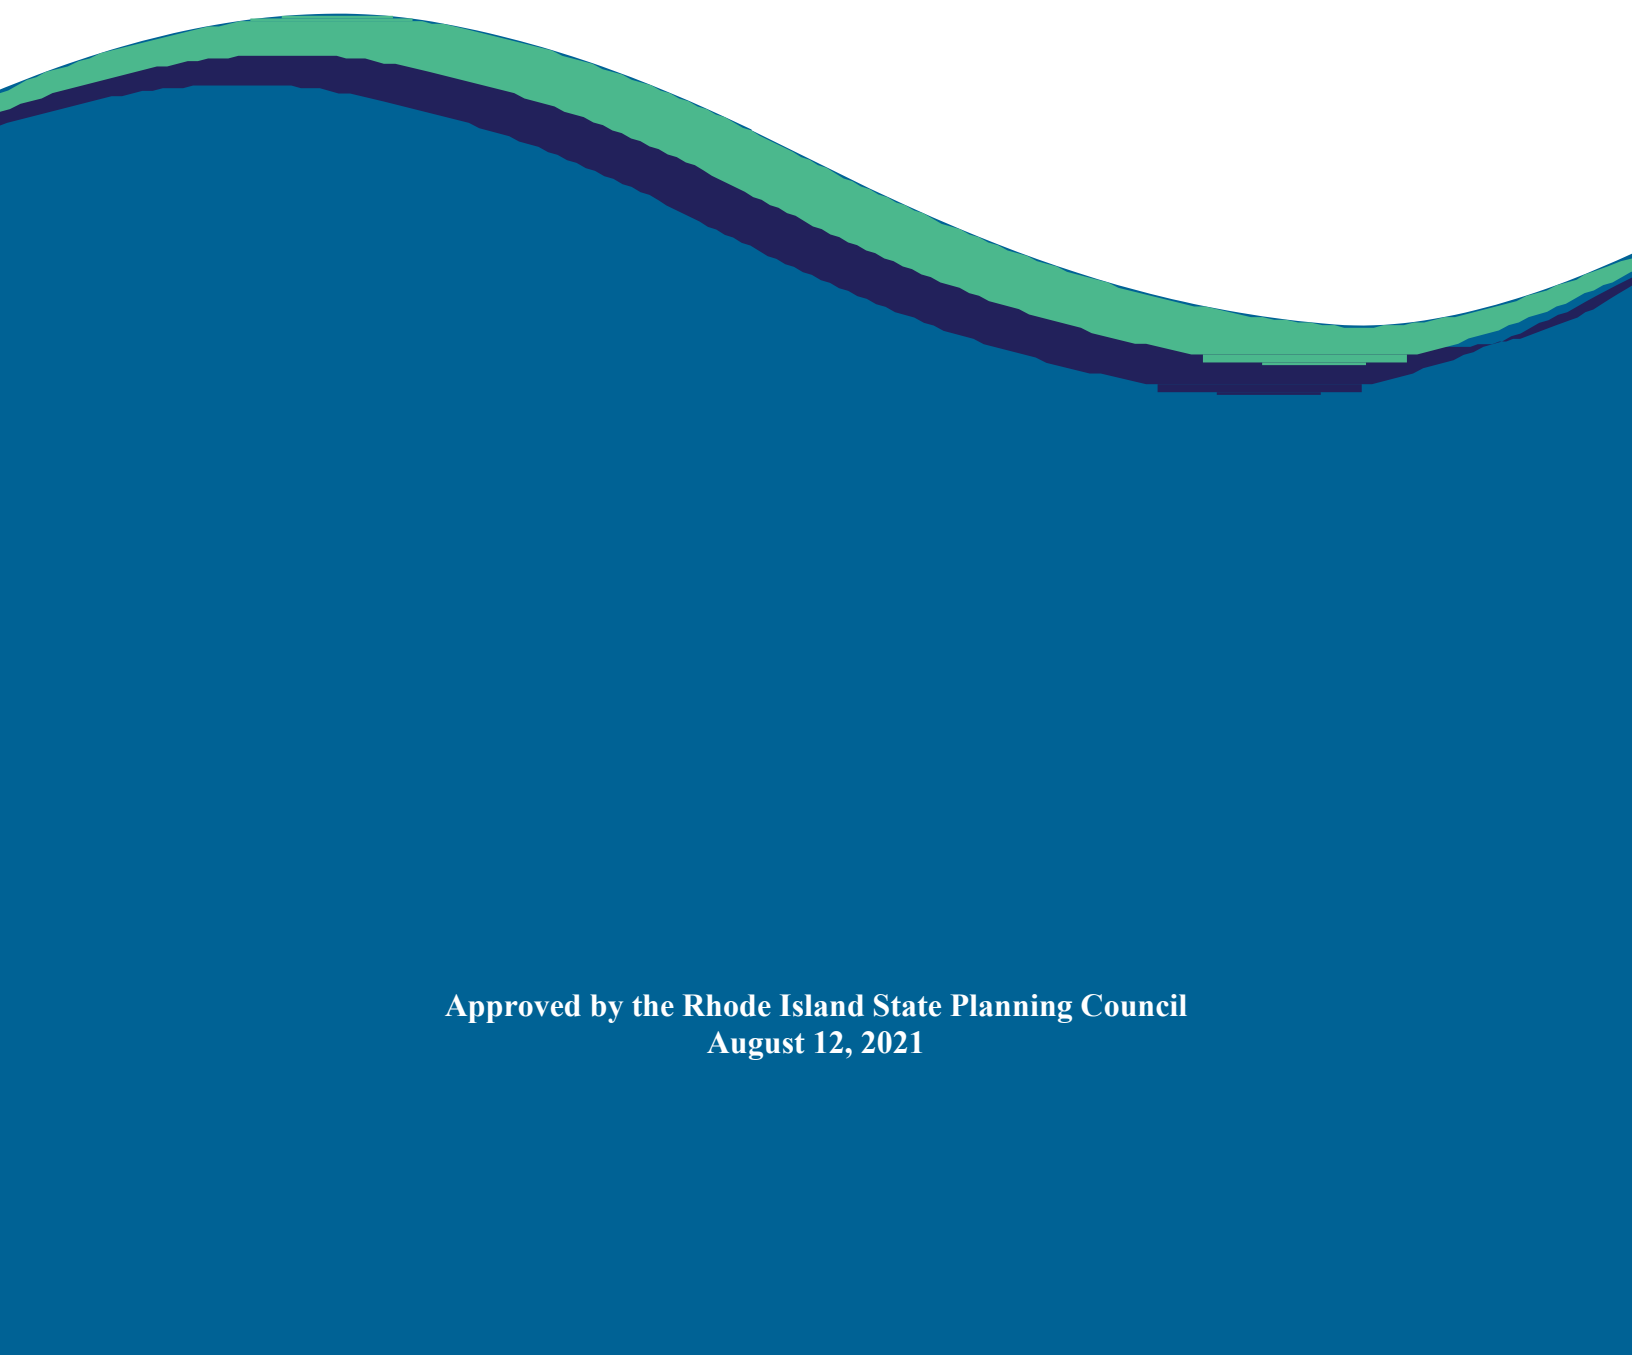 Approved by the Rhode Island State Planning Council
August 12, 2021